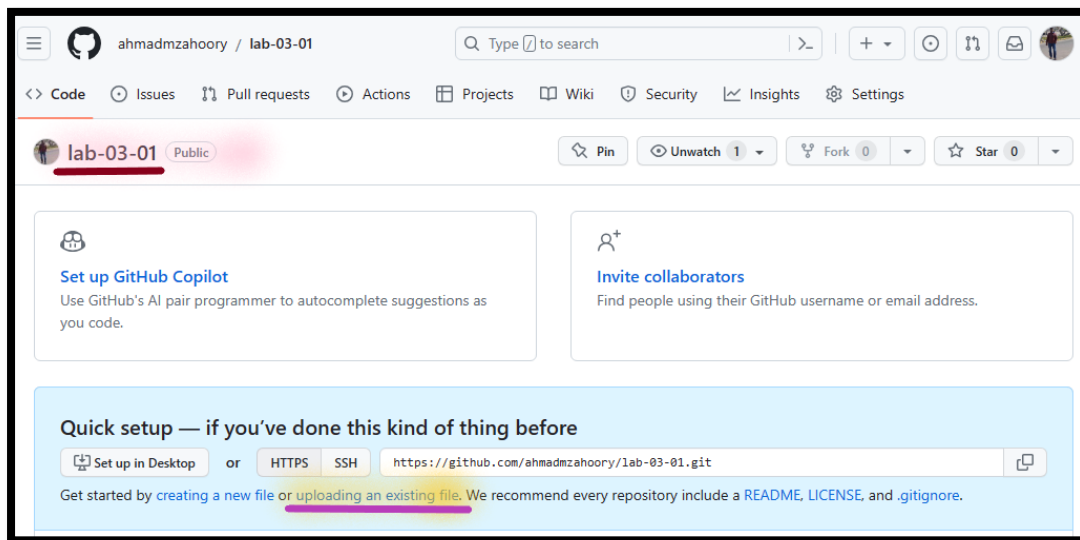 ahmadmzahoory / lab-03-01
Type / to search
Code Issues Pull requests Actions Projects Wiki Security Insights Settings
lab-03-01 Public
Pin Unwatch 1 Fork 0 Star 0
Set up GitHub Copilot
Use GitHub's AI pair programmer to autocomplete suggestions as
you code.
Invite collaborators
Find people using their GitHub username or email address.
Quick setup — if you've done this kind of thing before
Set up in Desktop or HTTPS SSH https://github.com/ahmadmzahoory/lab-03-01.git
Get started by creating a new file or uploading an existing file. We recommend every repository include a README, LICENSE, and .gitignore.